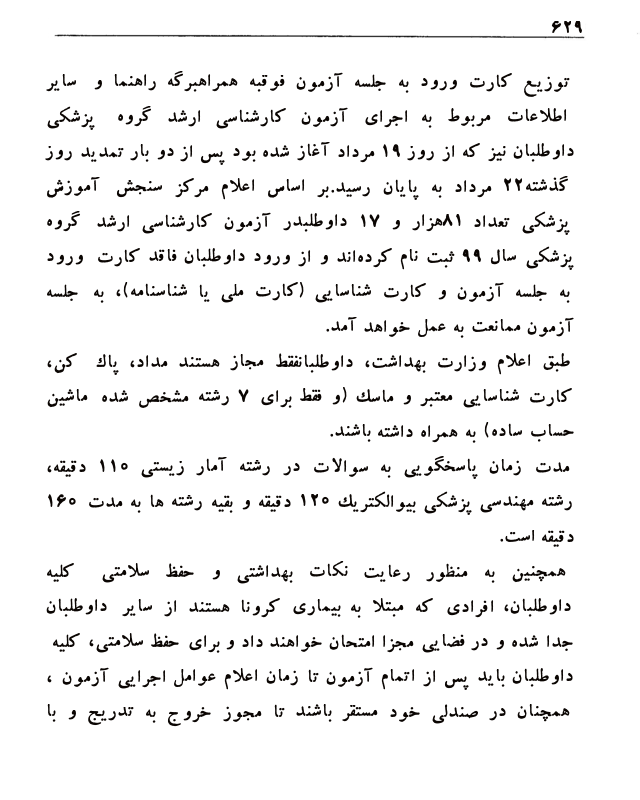 ۶۲۹
توزیع کارت ورود به جلسه آزمون فوقبه همراهبرگه راهنما و سایر
اطلاعات مربوط به اجرای آزمون کارشناسی ارشد گروه پزشکی
داوطلبان نیز که از روز ۱۹ مرداد آغاز شده بود پس از دو بار تمدید روز
گذشته۲۲ مرداد به پایان رسید.بر اساس اعلام مرکز سنجش آموزش
پزشکی تعداد ۸۱هزار و ۱۷ داوطلبدر آزمون کارشناسی ارشد گروه
پزشکی سال ۹۹ ثبت نام کرده‌اند و از ورود داوطلبان فاقد کارت ورود
به جلسه آزمون و کارت شناسایی (کارت ملی یا شناسنامه)، به جلسه
آزمون ممانعت به عمل خواهد آمد.
طبق اعلام وزارت بهداشت، داوطلبانفقط مجاز هستند مداد، پاك کن،
کارت شناسایی معتبر و ماسك (و فقط برای ۷ رشته مشخص شده ماشین
حساب ساده) به همراه داشته باشند.
مدت زمان پاسخگویی به سوالات در رشته آمار زیستی ۱۱۰ دقیقه،
رشته مهندسی پزشکی بیوالکتریك ۱۲۰ دقیقه و بقیه رشته ها به مدت ۱۶۰
دقیقه است.
همچنین به منظور رعایت نکات بهداشتی و حفظ سلامتی کلیه
داوطلبان، افرادی که مبتلا به بیماری کرونا هستند از سایر داوطلبان
جدا شده و در فضایی مجزا امتحان خواهند داد و برای حفظ سلامتی، کلیه
داوطلبان باید پس از اتمام آزمون تا زمان اعلام عوامل اجرایی آزمون ،
همچنان در صندلی خود مستقر باشند تا مجوز خروج به تدریج و با